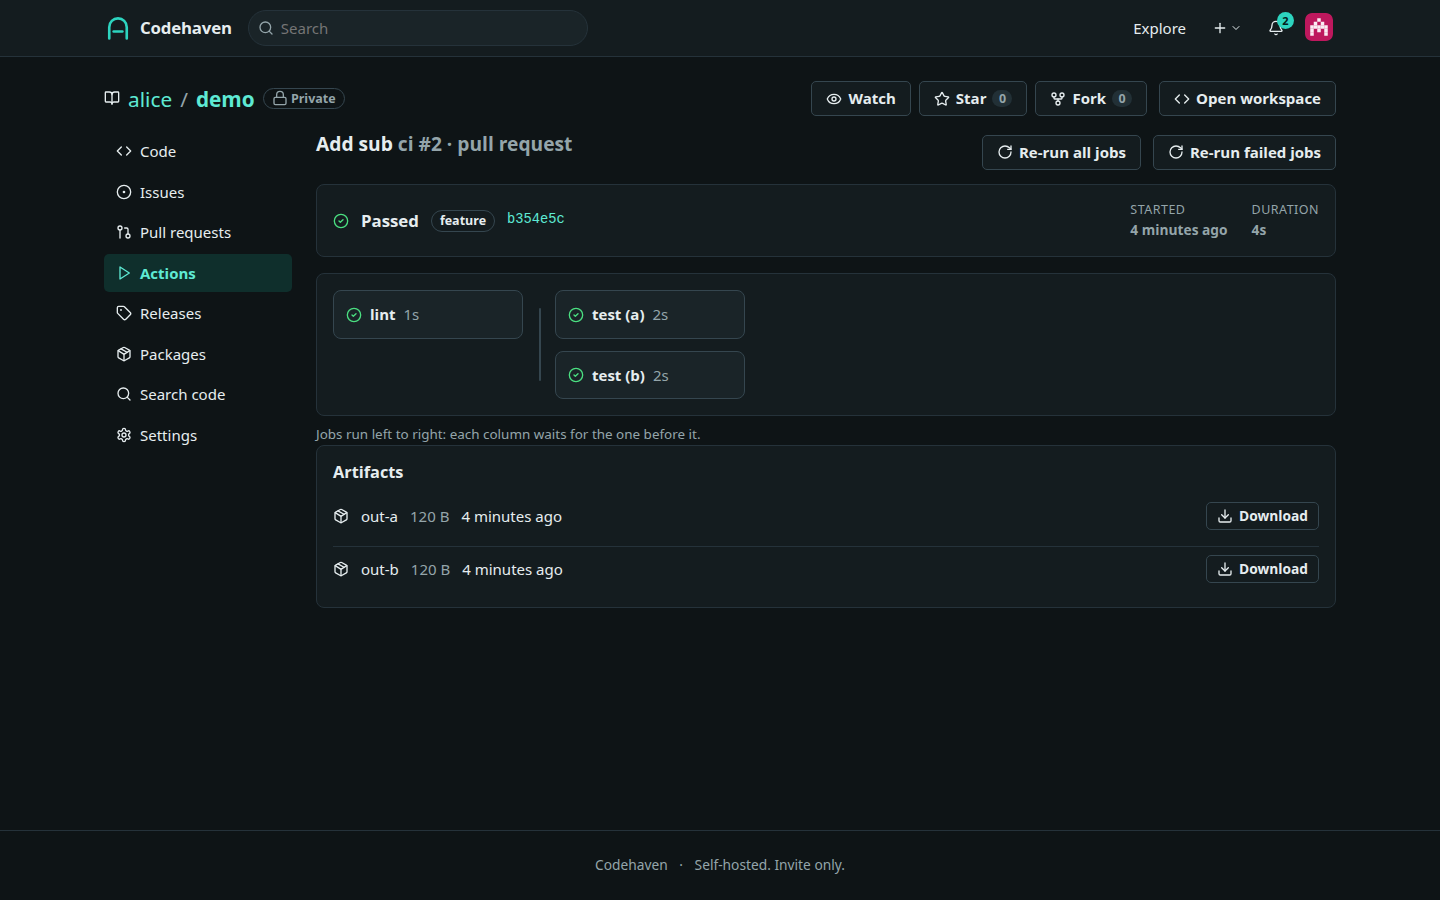 Codehaven
Search
Explore
2
alice / demo
Private
Watch
Star 0
Fork 0
Open workspace
Code
Issues
Pull requests
Actions
Releases
Packages
Search code
Settings
Add sub ci #2 · pull request
Re-run all jobs
Re-run failed jobs
Passed
feature
b354e5c
STARTED
4 minutes ago
DURATION
4s
lint 1s
test (a) 2s
test (b) 2s
Jobs run left to right: each column waits for the one before it.
Artifacts
out-a 120 B 4 minutes ago
Download
out-b 120 B 4 minutes ago
Download
Codehaven · Self-hosted. Invite only.